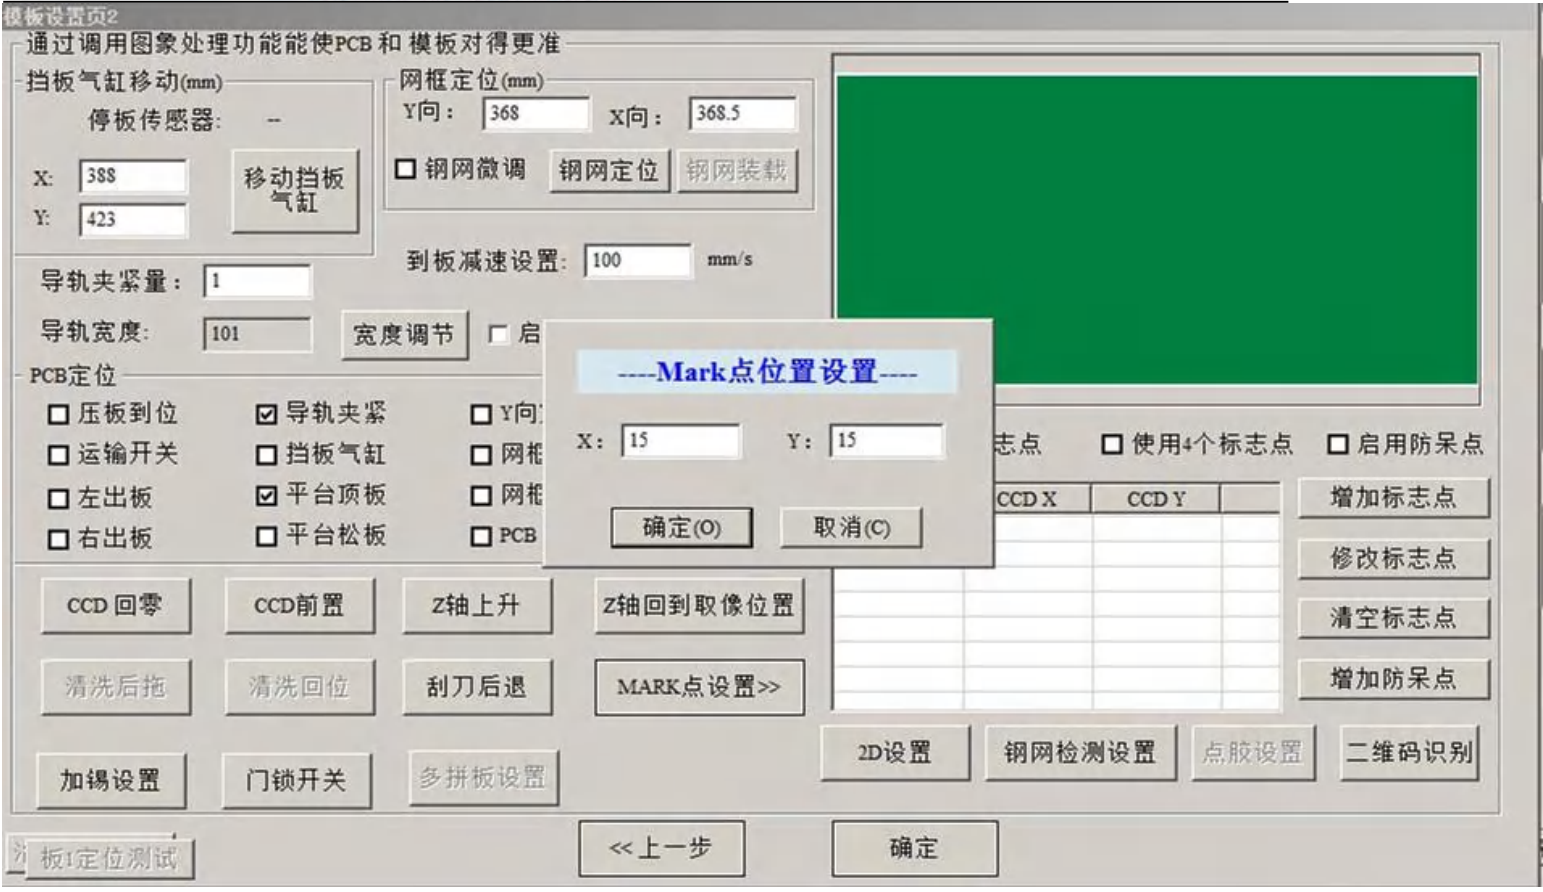 模板设置页2
通过调用图象处理功能能使PCB 和 模板对得更准
挡板气缸移动(mm)
停板传感器: --
X: 388
Y: 423
移动挡板
气缸
网框定位(mm)
Y向： 368 X向： 368.5
钢网微调 钢网定位 钢网装载
到板减速设置: 100 mm/s
导轨夹紧量： 1
导轨宽度: 101 宽度调节 启
PCB定位
压板到位 导轨夹紧 Y向
运输开关 挡板气缸 网框
左出板 平台顶板 网框
右出板 平台松板 PCB
----Mark点位置设置----
X: 15 Y: 15
确定(O) 取消(C)
志点 使用4个标志点 启用防呆点
CCD X CCD Y
增加标志点
修改标志点
清空标志点
增加防呆点
CCD 回零 CCD前置 Z轴上升 Z轴回到取像位置
清洗后拖 清洗回位 刮刀后退 MARK点设置>>
加锡设置 门锁开关 多拼板设置
2D设置 钢网检测设置 点胶设置 二维码识别
板1定位测试
<<上一步 确定